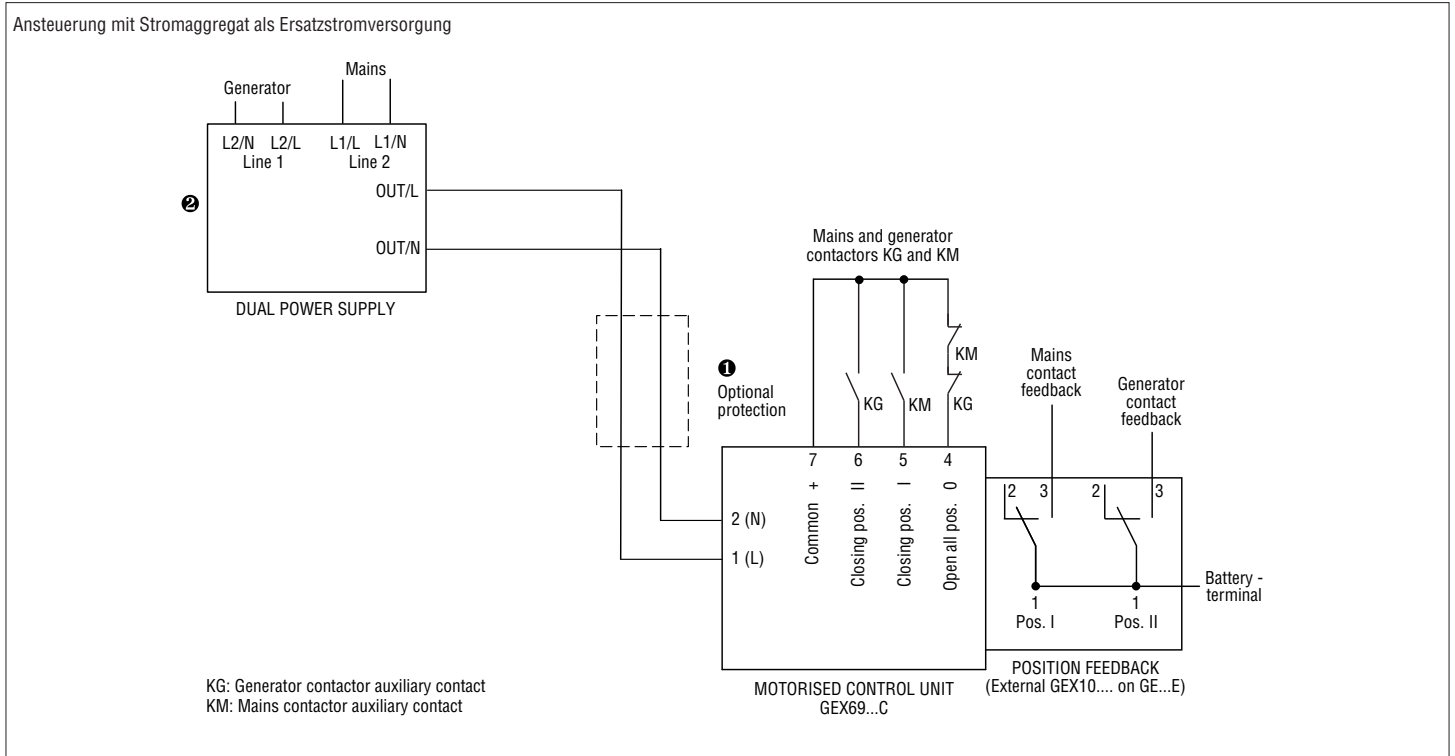 Ansteuerung mit Stromaggregat als Ersatzstromversorgung
Generator
Mains
L2/N L2/L L1/L L1/N
Line 1 Line 2
OUT/L
❷
OUT/N
DUAL POWER SUPPLY
Mains and generator
contactors KG and KM
❶
Optional
protection
KM
KG KM KG
Mains
contact
feedback
Generator
contact
feedback
7 6 5 4
Common +
Closing pos. II
Closing pos. I
Open all pos. 0
2 (N)
1 (L)
2 3 2 3
Battery -
terminal
1 1
Pos. I Pos. II
POSITION FEEDBACK
(External GEX10.... on GE...E)
MOTORISED CONTROL UNIT
GEX69...C
KG: Generator contactor auxiliary contact
KM: Mains contactor auxiliary contact